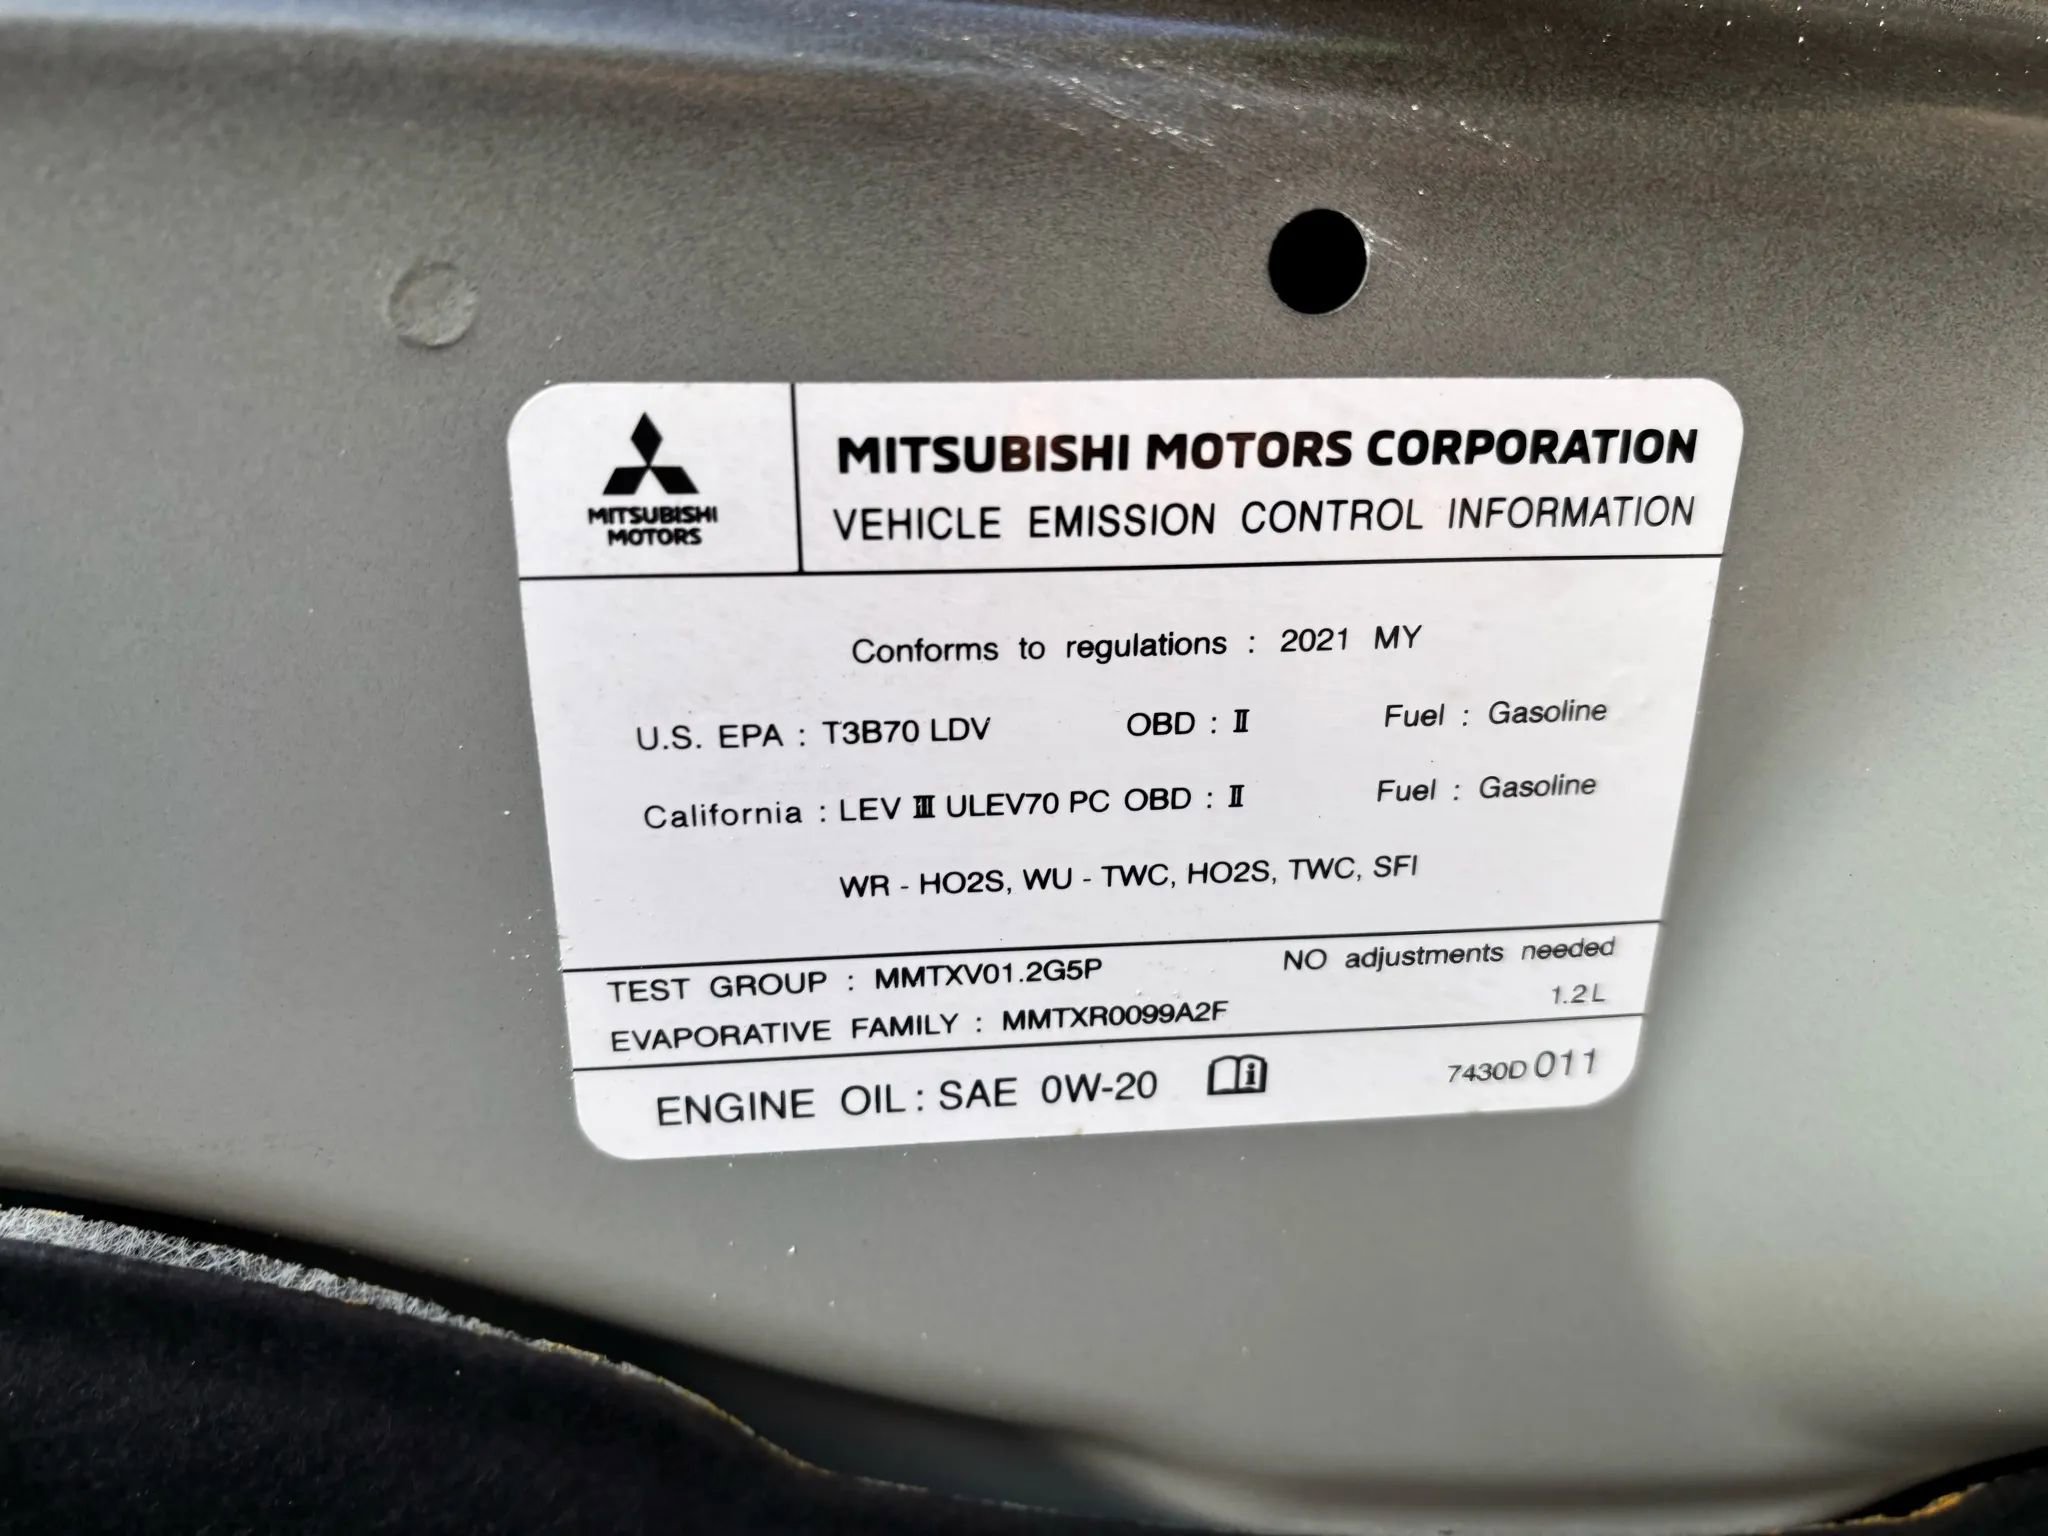 MITSUBISHI
MOTORS
MITSUBISHI MOTORS CORPORATION
VEHICLE EMISSION CONTROL INFORMATION
Conforms to regulations : 2021 MY
U.S. EPA : T3B70 LDV OBD : Ⅱ Fuel : Gasoline
California : LEV Ⅲ ULEV70 PC OBD : Ⅱ Fuel : Gasoline
WR - HO2S, WU - TWC, HO2S, TWC, SFI
TEST GROUP : MMTXV01.2G5P NO adjustments needed
EVAPORATIVE FAMILY : MMTXR0099A2F 1.2L
ENGINE OIL : SAE 0W-20 7430D011